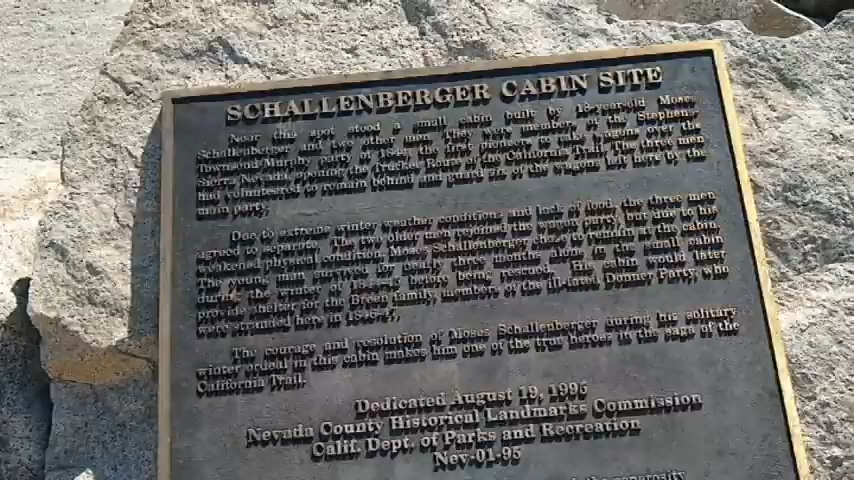 SCHALLENBERGER CABIN SITE
Near this spot stood a small cabin built by 18-year-old Moses
Schallenberger and two other men. They were members of the Stephens
Townsend Murphy party of 1844, the first pioneers to take wagons over the
Sierra Nevada opening the Truckee Route of the California Trail. The three men
had volunteered to remain behind and guard six of the wagons left here by the
main party.
Due to extreme winter weather conditions and lack of food, the three men
agreed to separate. The two older men rejoined the wagon party, but due to his
weakened physical condition, Moses Schallenberger chose to remain at the cabin.
The young man survived for nearly three months alone in the small cabin
during the winter of 1844-5, before being rescued. His cabin would later
provide shelter for the Breen family, members of the ill-fated Donner Party, who
were stranded here in 1846-47.
The courage and resolution of Moses Schallenberger during his solitary
winter ordeal in this cabin makes him one of the true heroes in the saga of the
California Trail.
Dedicated August 19, 1995
Nevada County Historical Landmarks Commission
Calif. Dept. of Parks and Recreation
Nev-01-95
the generosity